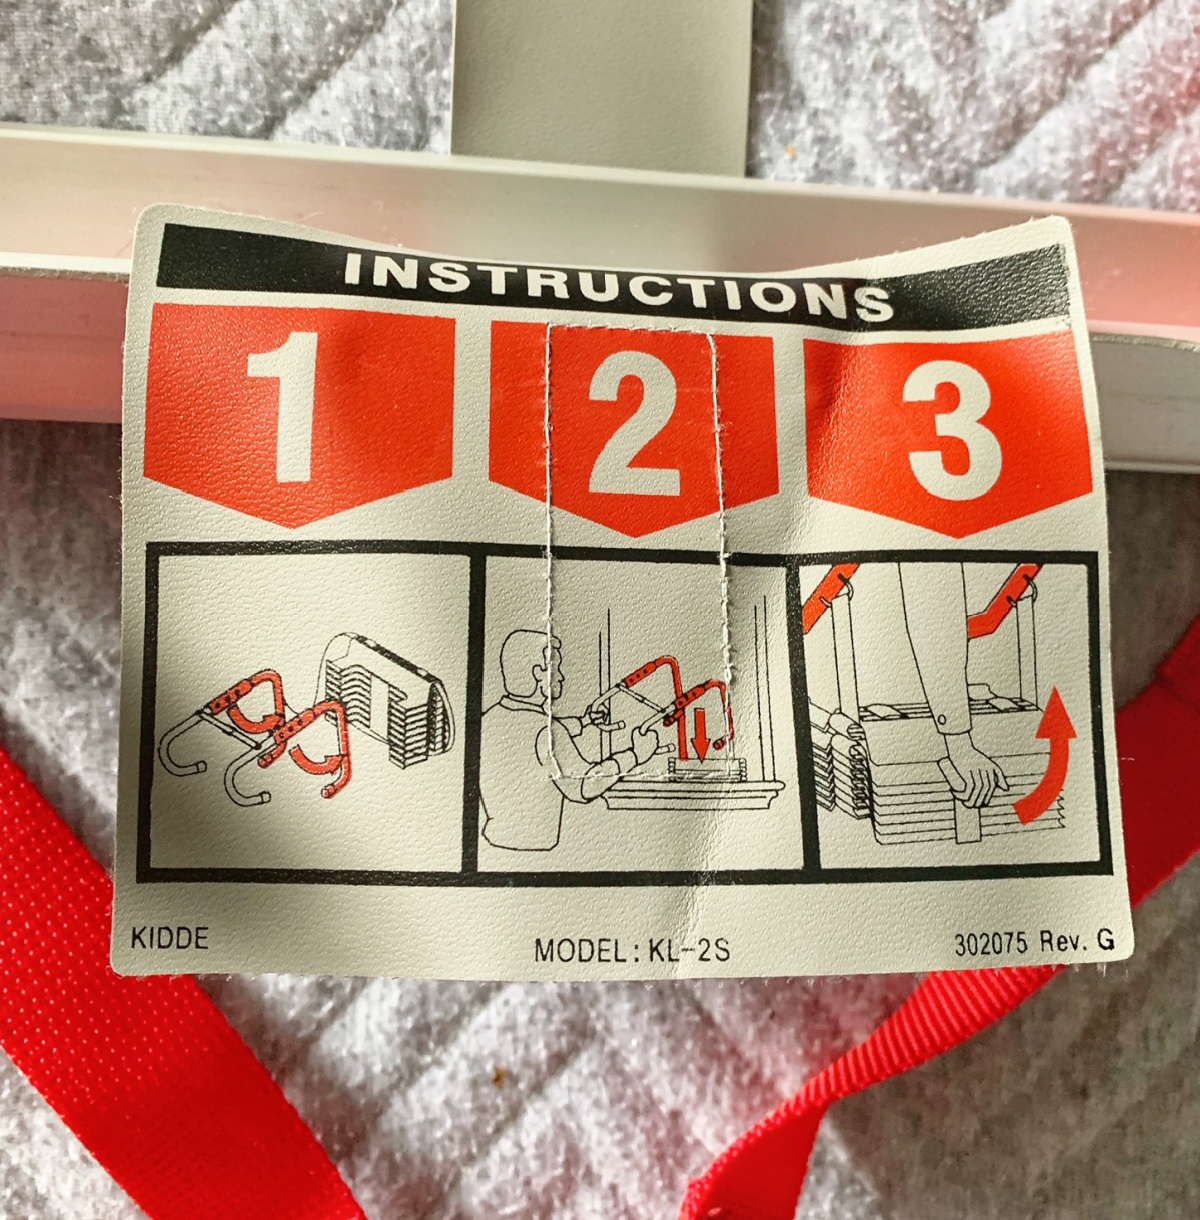 INSTRUCTIONS
1 2 3
KIDDE MODEL: KL-2S 302075 Rev. G